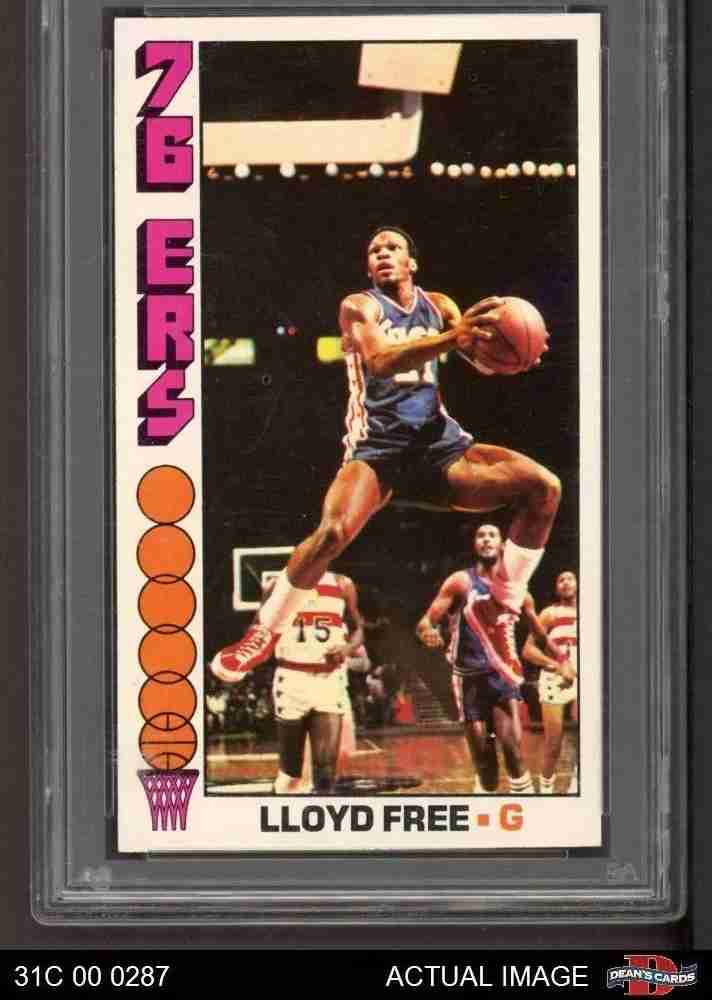 76
ERS
15
LLOYD FREE ▪ G
31C 00 0287
ACTUAL IMAGE
DEAN'S CARDS